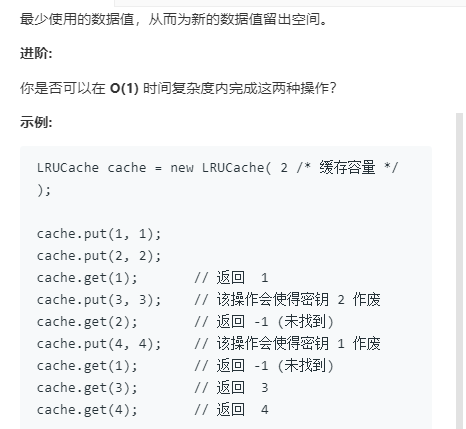 最少使用的数据值，从而为新的数据值留出空间。
进阶:
你是否可以在 O(1) 时间复杂度内完成这两种操作？
示例:
LRUCache cache = new LRUCache( 2 /* 缓存容量 */
);
cache.put(1, 1);
cache.put(2, 2);
cache.get(1);       // 返回  1
cache.put(3, 3);    // 该操作会使得密钥 2 作废
cache.get(2);       // 返回 -1 (未找到)
cache.put(4, 4);    // 该操作会使得密钥 1 作废
cache.get(1);       // 返回 -1 (未找到)
cache.get(3);       // 返回  3
cache.get(4);       // 返回  4